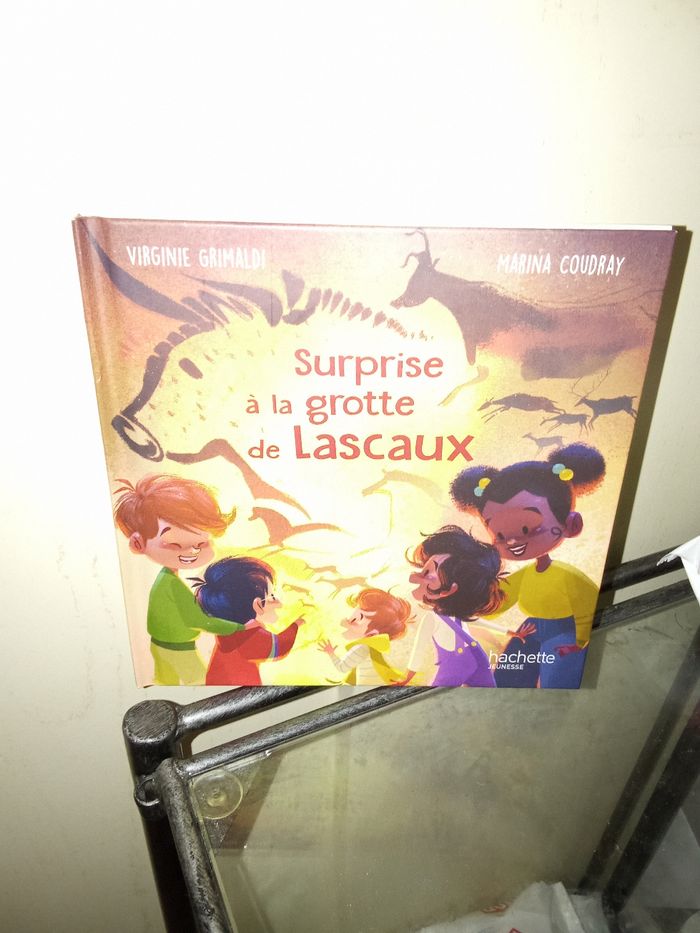 VIRGINIE GRIMALDI
MARINA COUDRAY
Surprise
à la grotte
de Lascaux
hachette
JEUNESSE